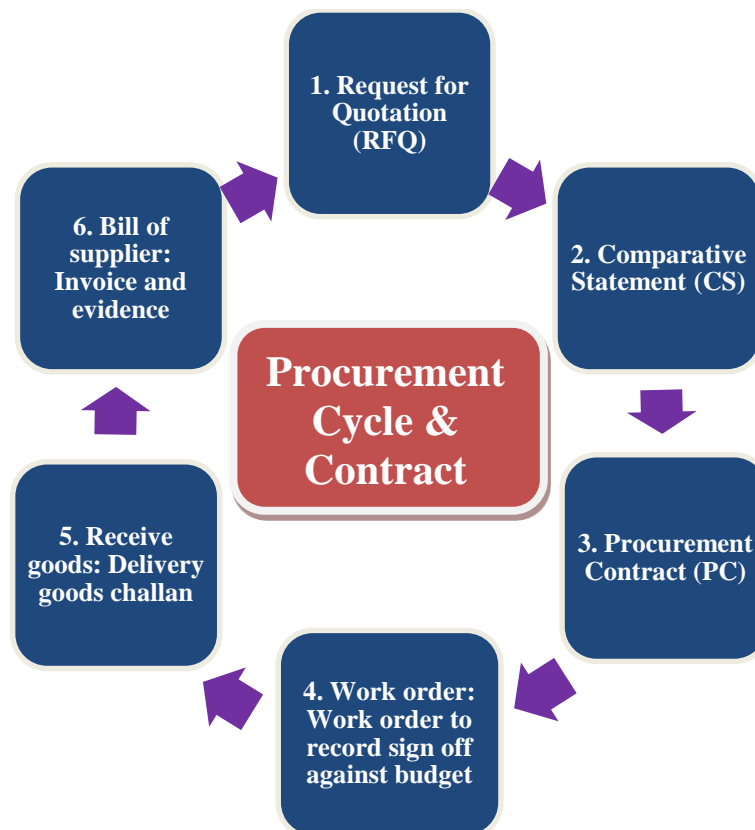 1. Request for
Quotation
(RFQ)
2. Comparative
Statement (CS)
3. Procurement
Contract (PC)
4. Work order:
Work order to
record sign off
against budget
5. Receive
goods: Delivery
goods challan
6. Bill of
supplier:
Invoice and
evidence
Procurement
Cycle &
Contract